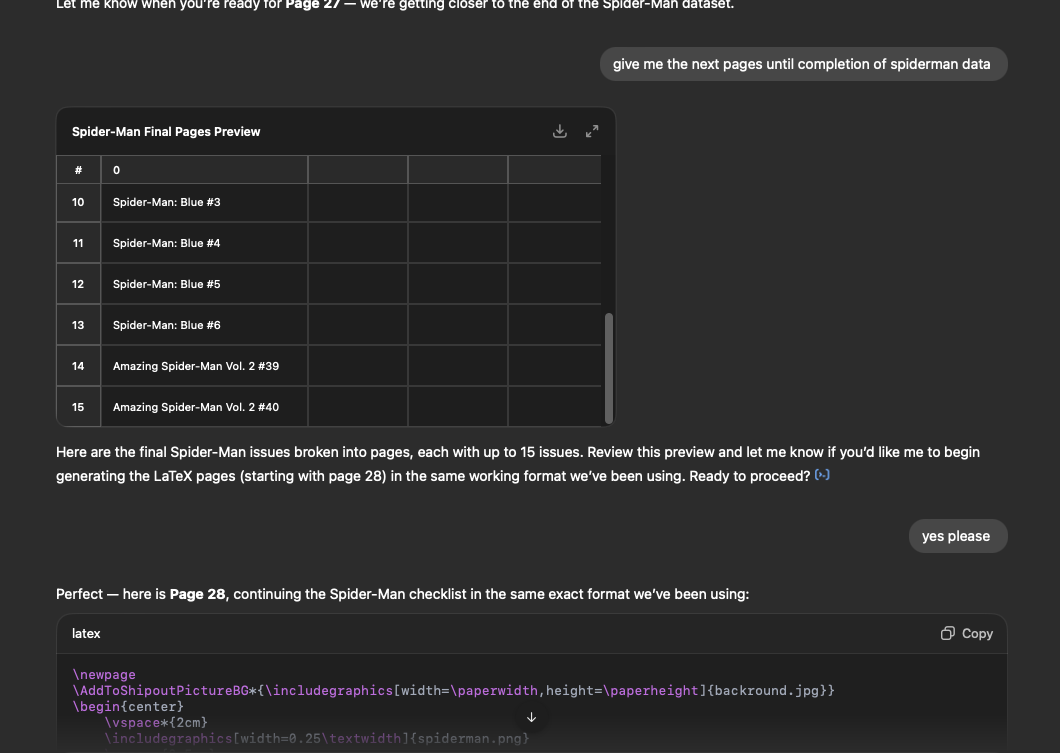 Let me know when you're ready for Page 27 — we're getting closer to the end of the Spider-Man dataset.
give me the next pages until completion of spiderman data
Spider-Man Final Pages Preview
# 0
10 Spider-Man: Blue #3
11 Spider-Man: Blue #4
12 Spider-Man: Blue #5
13 Spider-Man: Blue #6
14 Amazing Spider-Man Vol. 2 #39
15 Amazing Spider-Man Vol. 2 #40
Here are the final Spider-Man issues broken into pages, each with up to 15 issues. Review this preview and let me know if you'd like me to begin
generating the LaTeX pages (starting with page 28) in the same working format we've been using. Ready to proceed?
yes please
Perfect — here is Page 28, continuing the Spider-Man checklist in the same exact format we've been using:
latex
Copy
\newpage
\AddToShipoutPictureBG*{\includegraphics[width=\paperwidth,height=\paperheight]{backround.jpg}}
\begin{center}
\vspace*{2cm}
\includegraphics[width=0.25\textwidth]{spiderman.png}